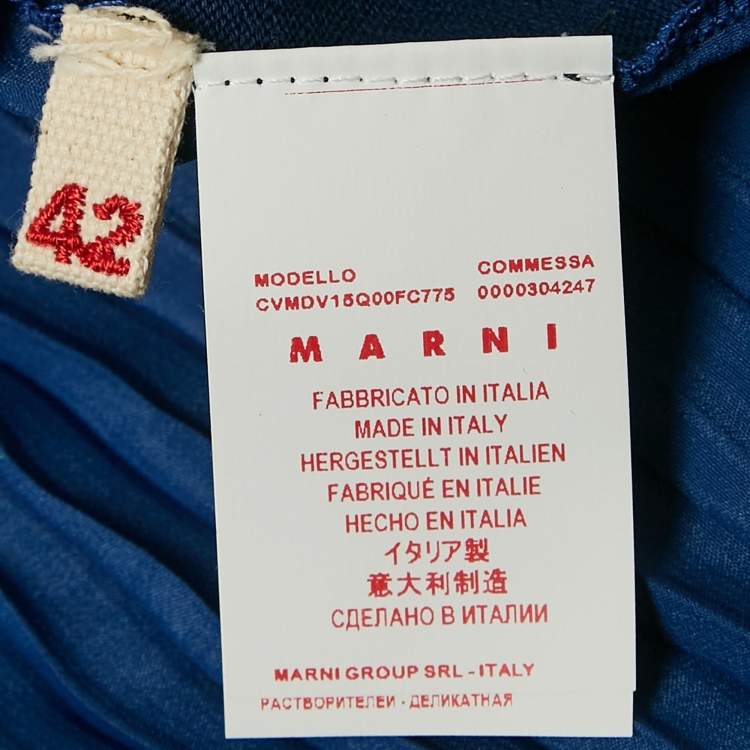 42
MODELLO COMMESSA
CVMDV15Q00FC775 0000304247
MARNI
FABBRICATO IN ITALIA
MADE IN ITALY
HERGESTELLT IN ITALIEN
FABRIQUÉ EN ITALIE
HECHO EN ITALIA
イタリア製
意大利制造
СДЕЛАНО В ИТАЛИИ
MARNI GROUP SRL - ITALY
РАСТВОРИТЕЛЕЙ - ДЕЛИКАТНАЯ